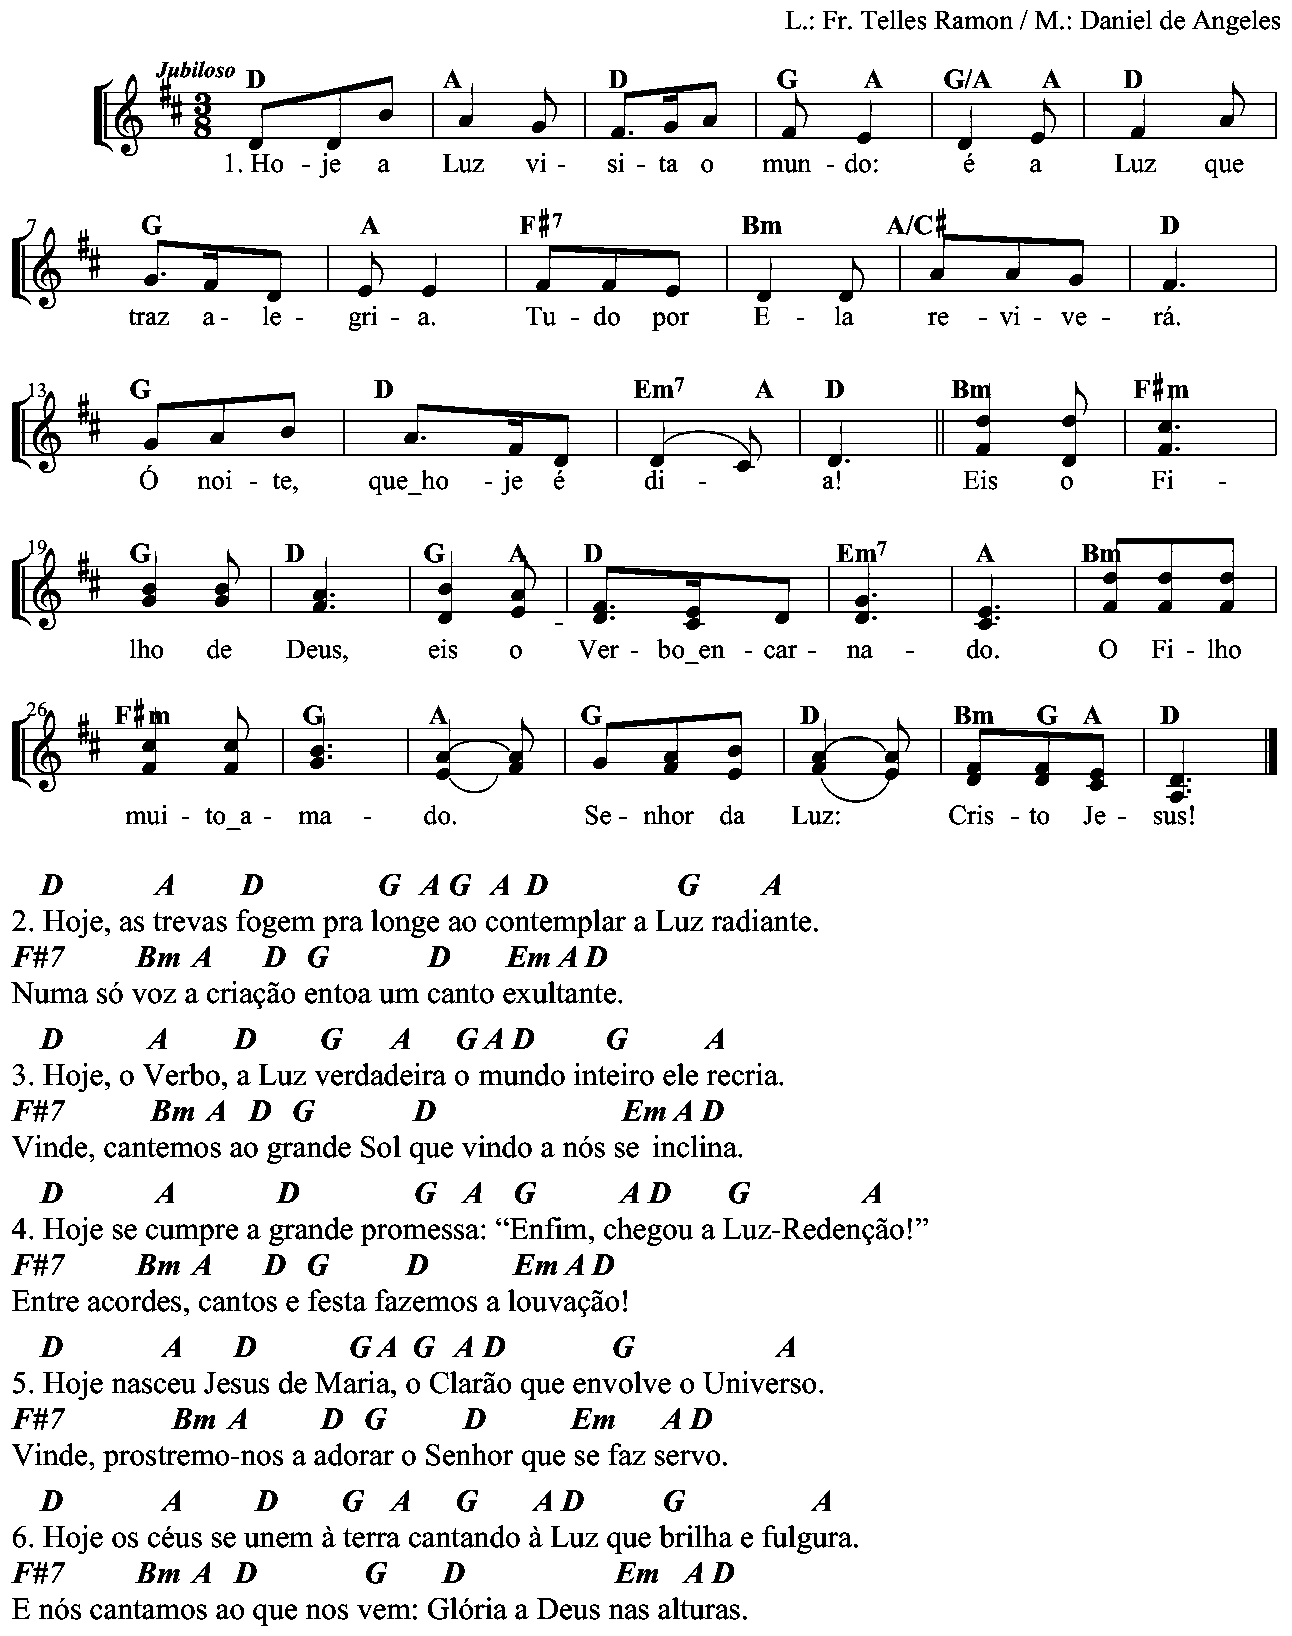 L.: Fr. Telles Ramon / M.: Daniel de Angeles
Jubiloso
D A D G A G/A A D
3
8
1. Ho - je a Luz vi - si - ta o mun - do: é a Luz que
7 G A F#7 Bm A/C# D
traz a - le - gri - a. Tu - do por E - la re - vi - ve - rá.
13 G D Em7 A D Bm F#m
Ó noi - te, que_ho - je é di - a! Eis o Fi -
19 G D G A D Em7 A Bm
lho de Deus, eis o Ver - bo_en - car - na - do. O Fi - lho
26 F#m G A G D Bm G A D
mui - to_a - ma - do. Se - nhor da Luz: Cris - to Je - sus!
D A D G A G A D G A
2. Hoje, as trevas fogem pra longe ao contemplar a Luz radiante.
F#7 Bm A D G D Em A D
Numa só voz a criação entoa um canto exultante.
D A D G A G A D G A
3. Hoje, o Verbo, a Luz verdadeira o mundo inteiro ele recria.
F#7 Bm A D G D Em A D
Vinde, cantemos ao grande Sol que vindo a nós se inclina.
D A D G A G A D G A
4. Hoje se cumpre a grande promessa: “Enfim, chegou a Luz-Redenção!”
F#7 Bm A D G D Em A D
Entre acordes, cantos e festa fazemos a louvação!
D A D G A G A D G A
5. Hoje nasceu Jesus de Maria, o Clarão que envolve o Universo.
F#7 Bm A D G D Em A D
Vinde, prostremo-nos a adorar o Senhor que se faz servo.
D A D G A G A D G A
6. Hoje os céus se unem à terra cantando à Luz que brilha e fulgura.
F#7 Bm A D G D Em A D
E nós cantamos ao que nos vem: Glória a Deus nas alturas.